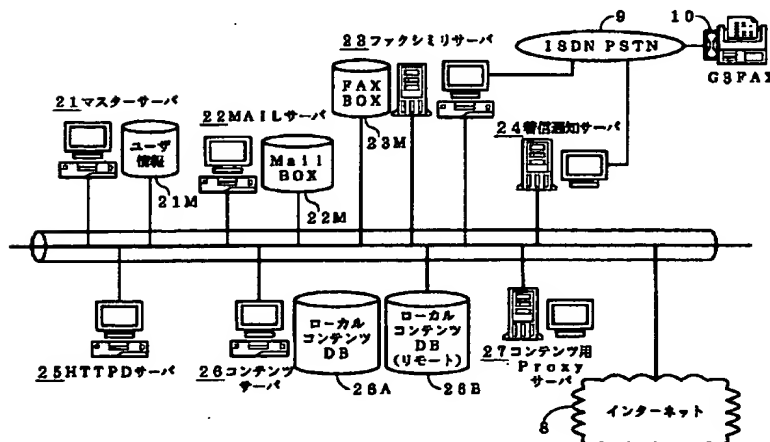 9
10
ISDN PSTN
G3FAX
23ファクシミリサーバ
FAX
BOX
23M
21マスターサーバ
ユーザ
情報
21M
22MAILサーバ
Mail
BOX
22M
24着信通知サーバ
25HTTPDサーバ
26コンテンツ
サーバ
ローカル
コンテンツ
DB
26A
ローカル
コンテンツ
DB
(リモート)
26B
27コンテンツ用
Proxy
サーバ
8
インターネット